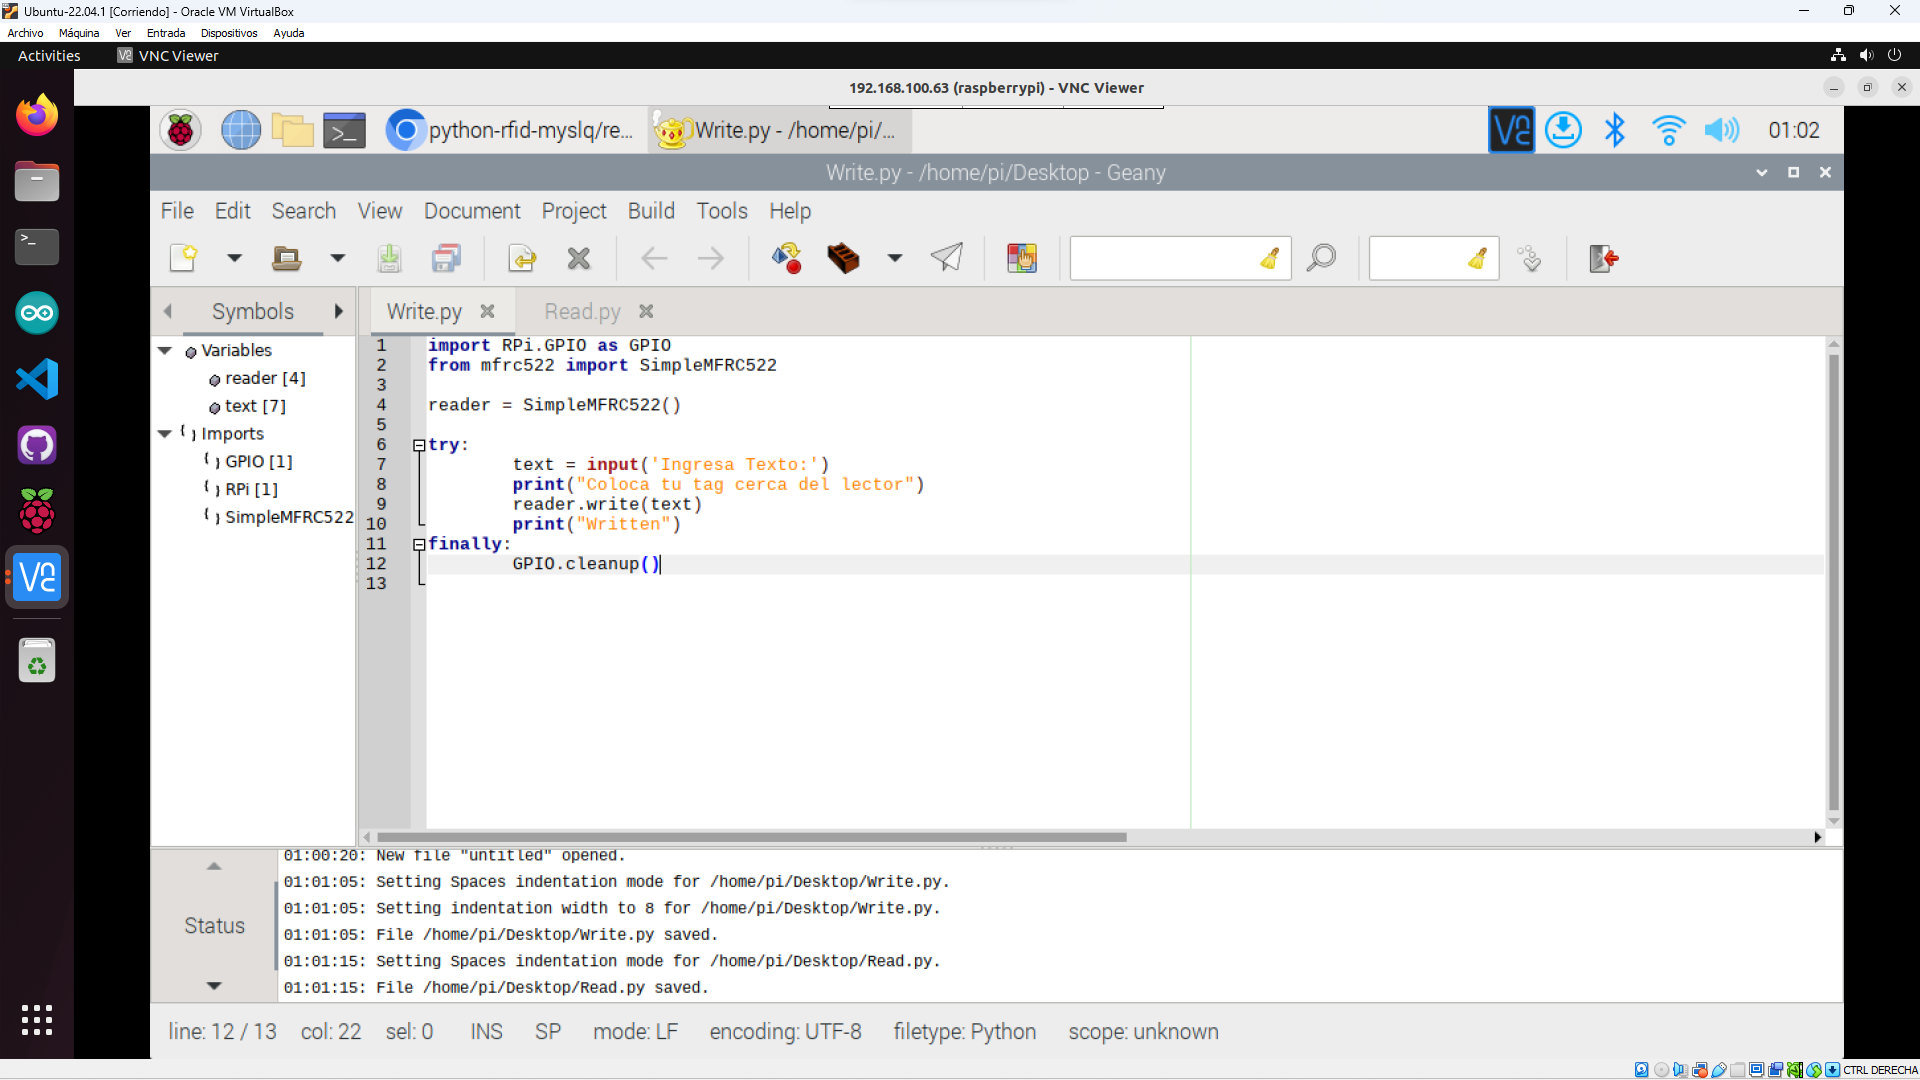 Ubuntu-22.04.1 [Corriendo] - Oracle VM VirtualBox
Archivo Máquina Ver Entrada Dispositivos Ayuda
Activities VNC Viewer
192.168.100.63 (raspberrypi) - VNC Viewer
python-rfid-myslq/re... Write.py - /home/pi/... 01:02
Write.py - /home/pi/Desktop - Geany
File Edit Search View Document Project Build Tools Help
Symbols Write.py Read.py
Variables
reader [4]
text [7]
Imports
GPIO [1]
RPi [1]
SimpleMFRC522
1 import RPi.GPIO as GPIO
2 from mfrc522 import SimpleMFRC522
3
4 reader = SimpleMFRC522()
5
6 try:
7 text = input('Ingresa Texto:')
8 print("Coloca tu tag cerca del lector")
9 reader.write(text)
10 print("Written")
11 finally:
12 GPIO.cleanup()
13
Status
01:00:20: New file "untitled" opened.
01:01:05: Setting Spaces indentation mode for /home/pi/Desktop/Write.py.
01:01:05: Setting indentation width to 8 for /home/pi/Desktop/Write.py.
01:01:05: File /home/pi/Desktop/Write.py saved.
01:01:15: Setting Spaces indentation mode for /home/pi/Desktop/Read.py.
01:01:15: File /home/pi/Desktop/Read.py saved.
line: 12 / 13 col: 22 sel: 0 INS SP mode: LF encoding: UTF-8 filetype: Python scope: unknown
CTRL DERECHA